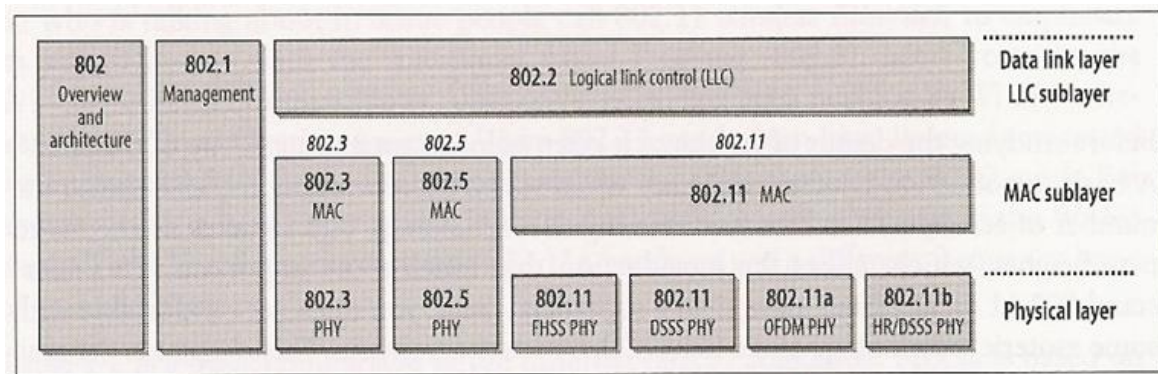 802
Overview
and
architecture
802.1
Management
802.2 Logical link control (LLC)
Data link layer
LLC sublayer
802.3
802.5
802.11
802.3
MAC
802.5
MAC
802.11 MAC
MAC sublayer
802.3
PHY
802.5
PHY
802.11
FHSS PHY
802.11
DSSS PHY
802.11a
OFDM PHY
802.11b
HR/DSSS PHY
Physical layer